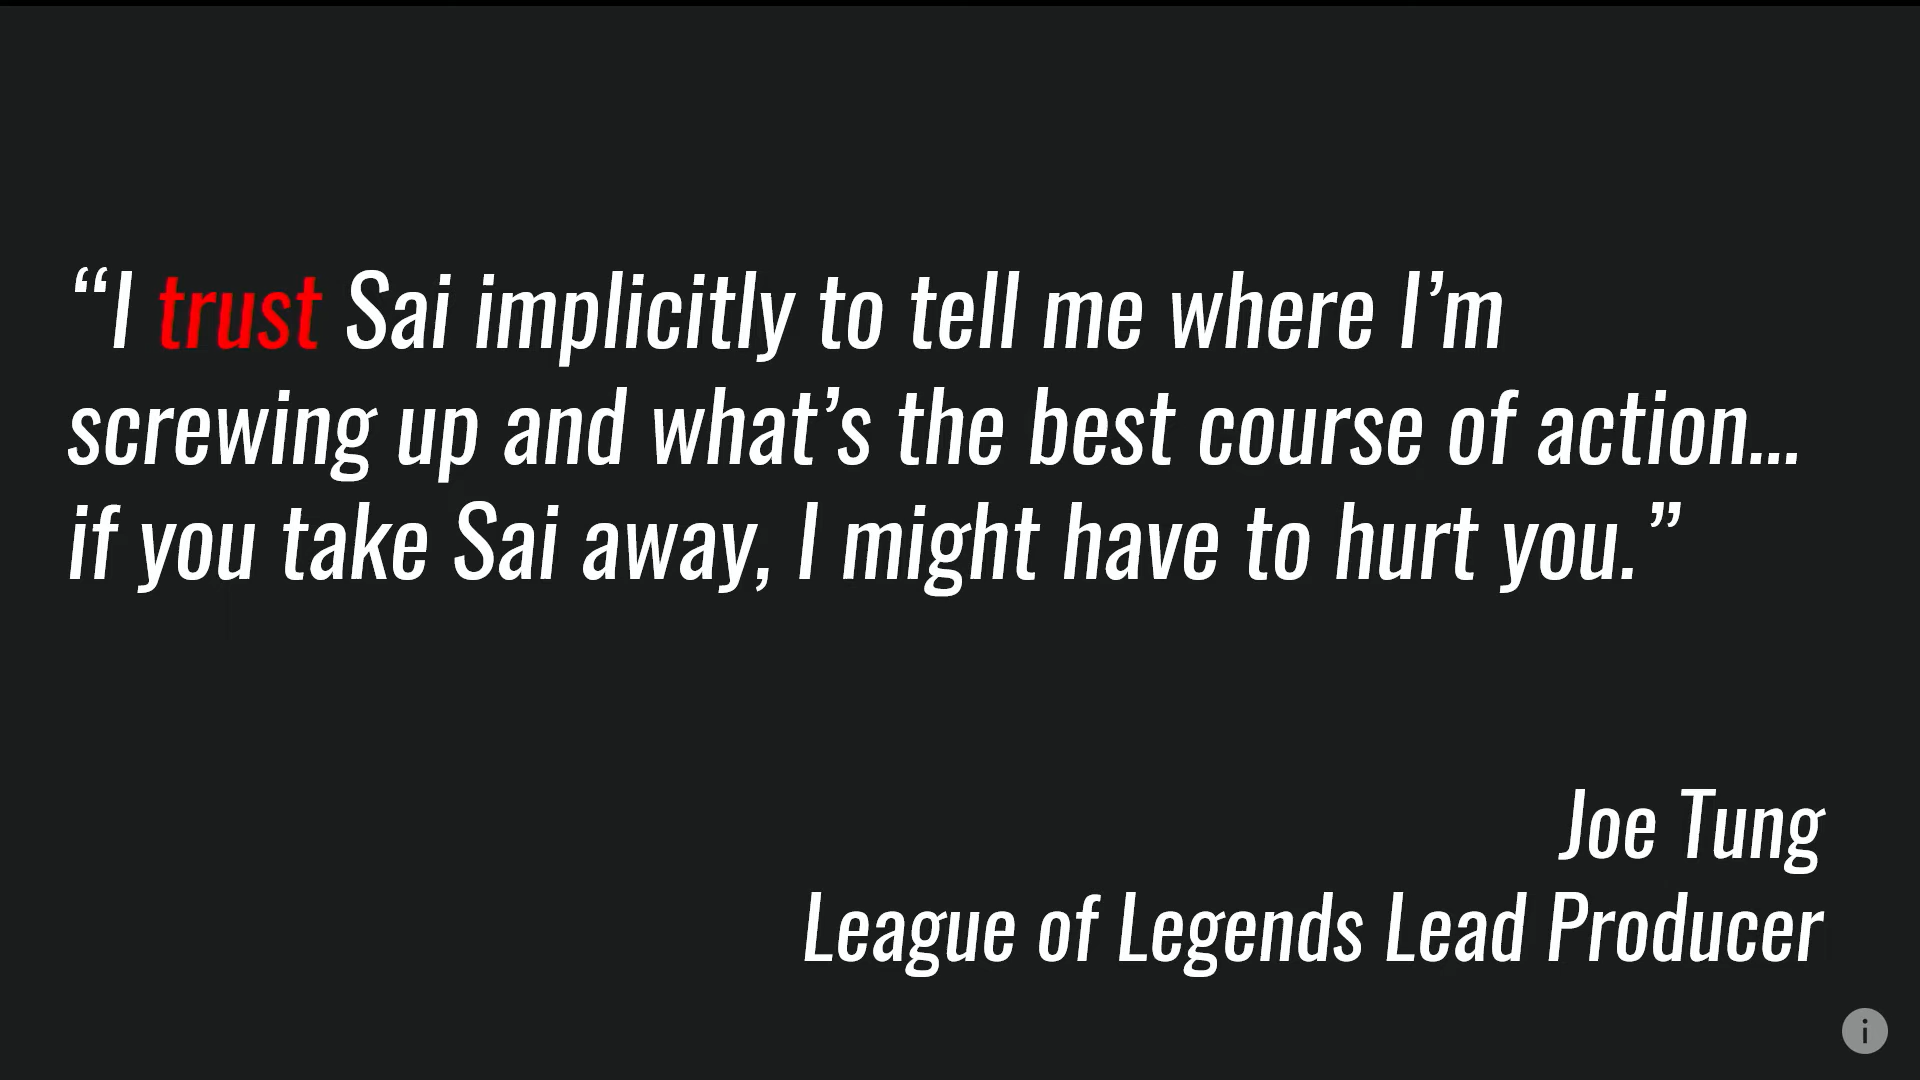 “I trust Sai implicitly to tell me where I’m
screwing up and what’s the best course of action...
if you take Sai away, I might have to hurt you.”
Joe Tung
League of Legends Lead Producer
i